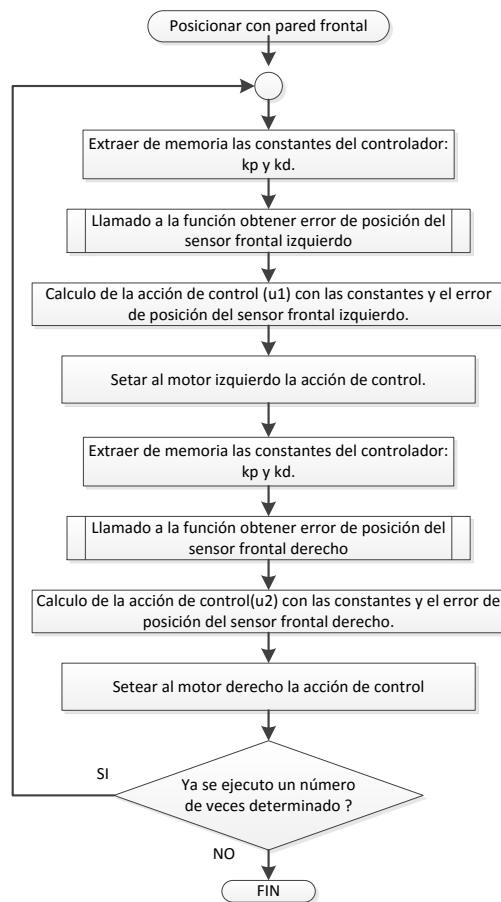 Posicionar con pared frontal
Extraer de memoria las constantes del controlador:
kp y kd.
Llamado a la función obtener error de posición del
sensor frontal izquierdo
Calculo de la acción de control (u1) con las constantes y el error
de posición del sensor frontal izquierdo.
Setar al motor izquierdo la acción de control.
Extraer de memoria las constantes del controlador:
kp y kd.
Llamado a la función obtener error de posición del
sensor frontal derecho
Calculo de la acción de control(u2) con las constantes y el error de
posición del sensor frontal derecho.
Setear al motor derecho la acción de control
SI
Ya se ejecuto un número
de veces determinado ?
NO
FIN